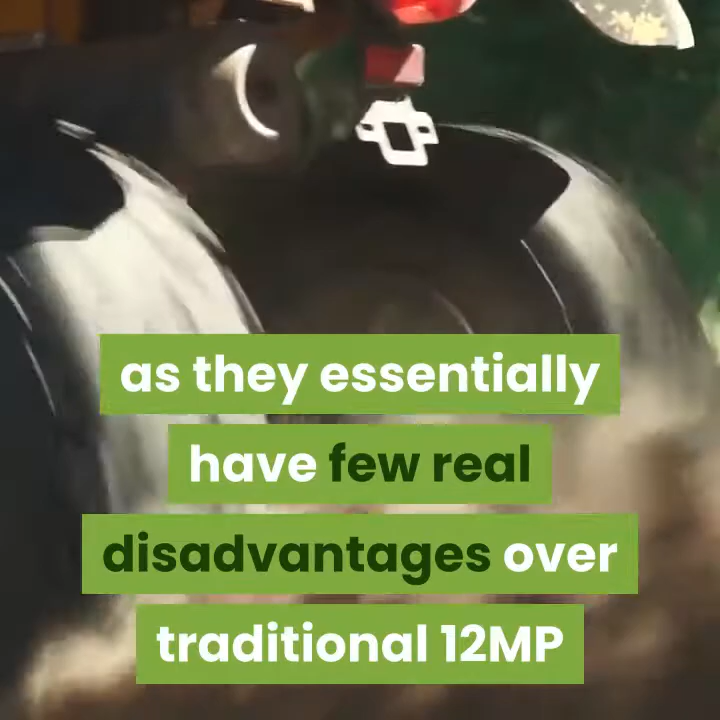 as they essentially
have few real
disadvantages over
traditional 12MP